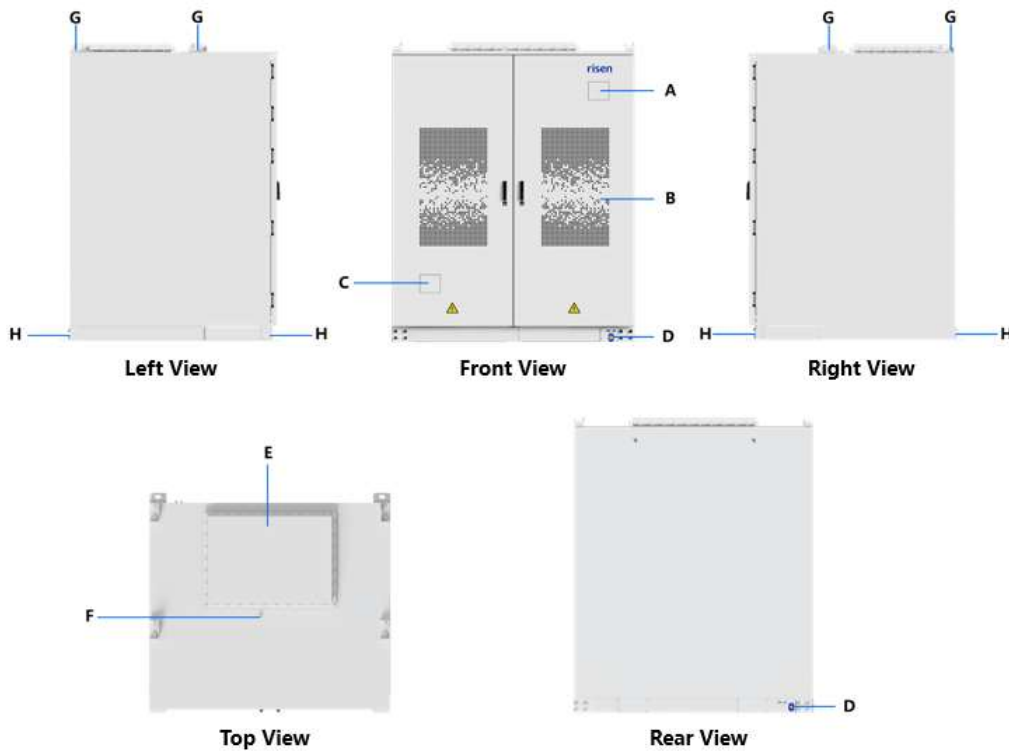 G G
risen
G G
A
B
C
D
H H
H H
Left View
Front View
Right View
E
F
D
Top View
Rear View